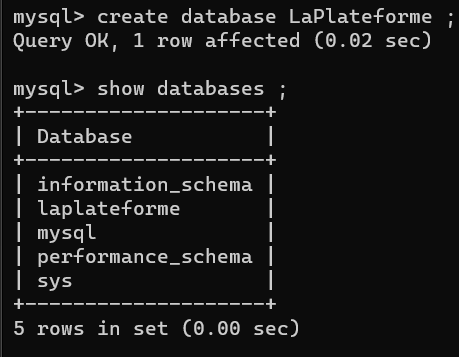 mysql> create database LaPlateforme ;
Query OK, 1 row affected (0.02 sec)
mysql> show databases ;
+--------------------+
| Database           |
+--------------------+
| information_schema |
| laplateforme       |
| mysql              |
| performance_schema |
| sys                |
+--------------------+
5 rows in set (0.00 sec)